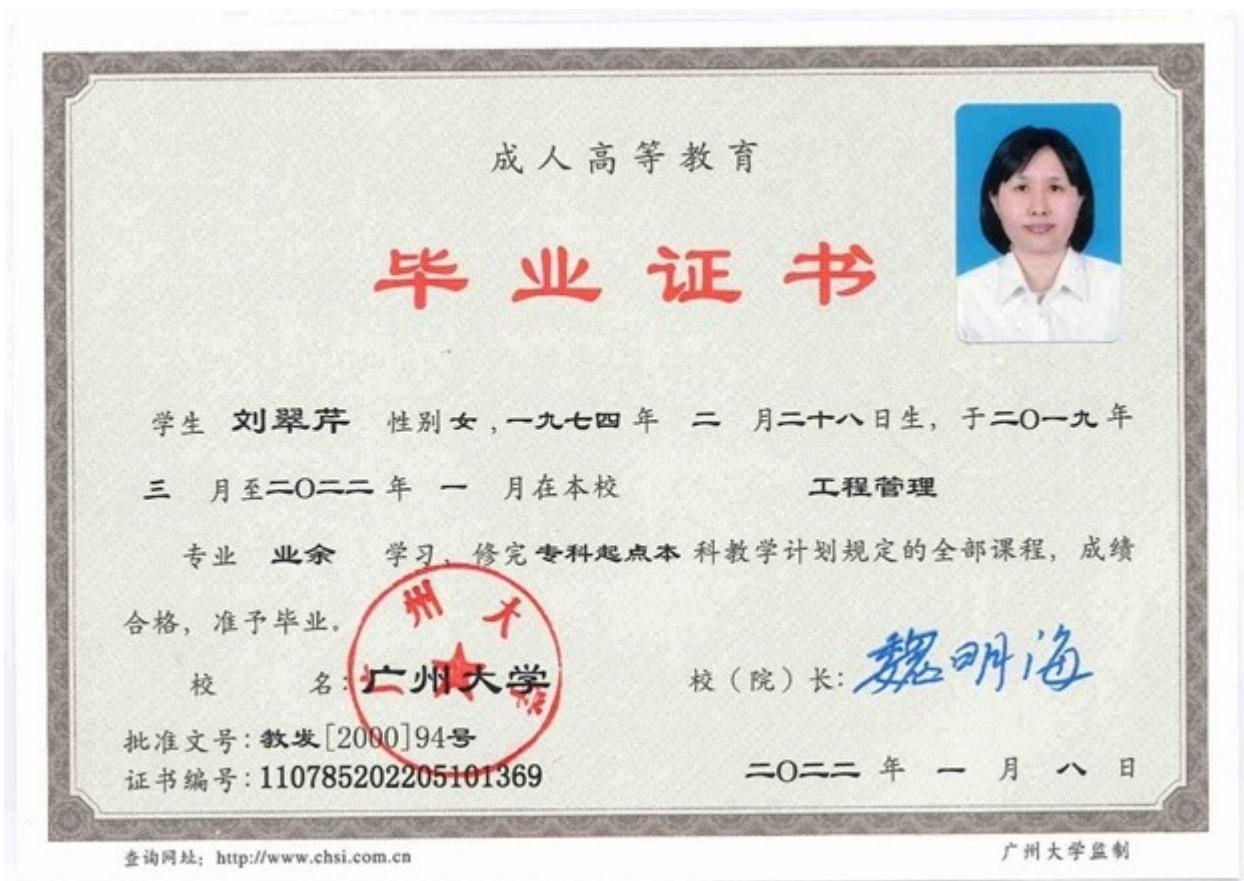 成人高等教育
毕业证书
学生 刘翠芹 性别 女，一九七四 年 二 月 二十八 日生，于 二〇一九 年
三 月至 二〇二二 年 一 月在本校 工程管理
专业 业余 学习，修完 专科起点本 科教学计划规定的全部课程，成绩
合格，准予毕业。
校 名：广州大学 校（院）长：魏明海
批准文号：教发[2000]94号
证书编号：110785202205101369 二〇二二 年 一 月 八 日
查询网址：http://www.chsi.com.cn 广州大学监制